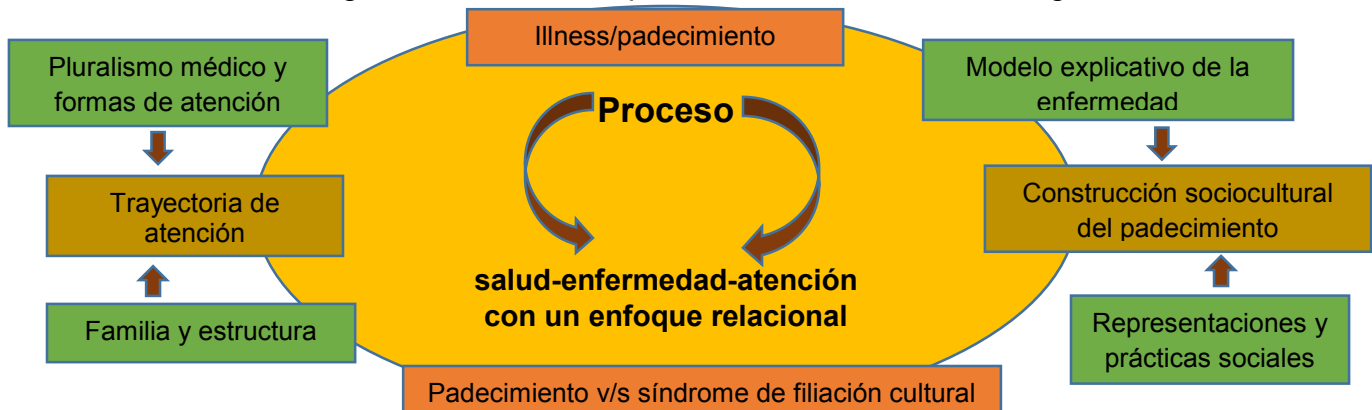 Illness/padecimiento
Pluralismo médico y
formas de atención
Modelo explicativo de la
enfermedad
Proceso
Trayectoria de
atención
Construcción sociocultural
del padecimiento
salud-enfermedad-atención
con un enfoque relacional
Familia y estructura
Representaciones y
prácticas sociales
Padecimiento v/s síndrome de filiación cultural